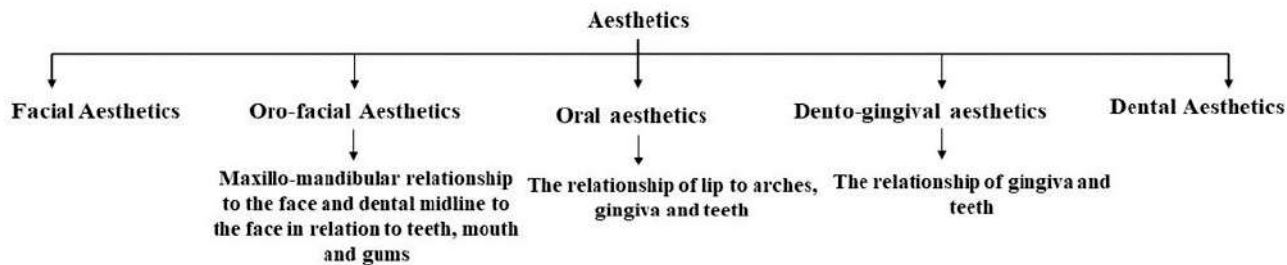 Aesthetics
Facial Aesthetics
Oro-facial Aesthetics
Oral aesthetics
Dento-gingival aesthetics
Dental Aesthetics
Maxillo-mandibular relationship
to the face and dental midline to
the face in relation to teeth, mouth
and gums
The relationship of lip to arches,
gingiva and teeth
The relationship of gingiva and
teeth